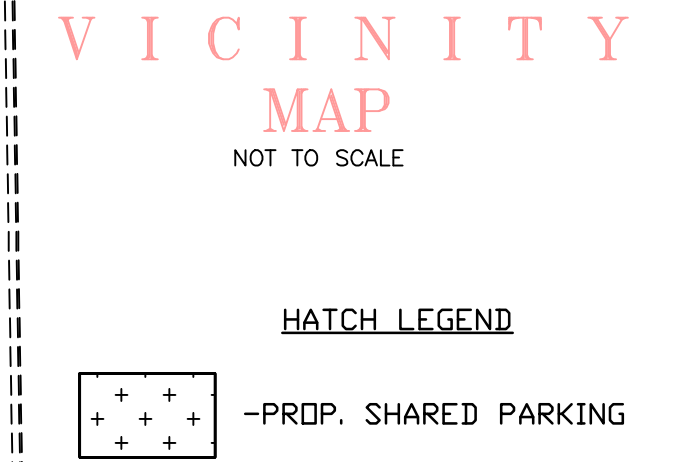 V I C I N I T Y
MAP
NOT TO SCALE
HATCH LEGEND
-PROP. SHARED PARKING